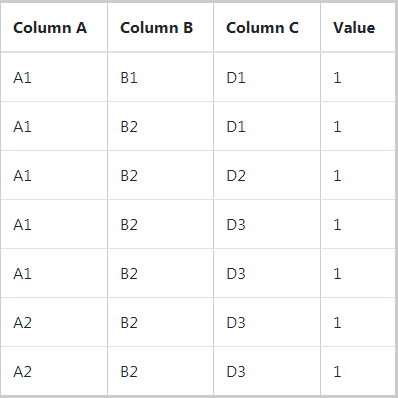 Column A Column B Column C Value
A1 B1 D1 1
A1 B2 D1 1
A1 B2 D2 1
A1 B2 D3 1
A1 B2 D3 1
A2 B2 D3 1
A2 B2 D3 1